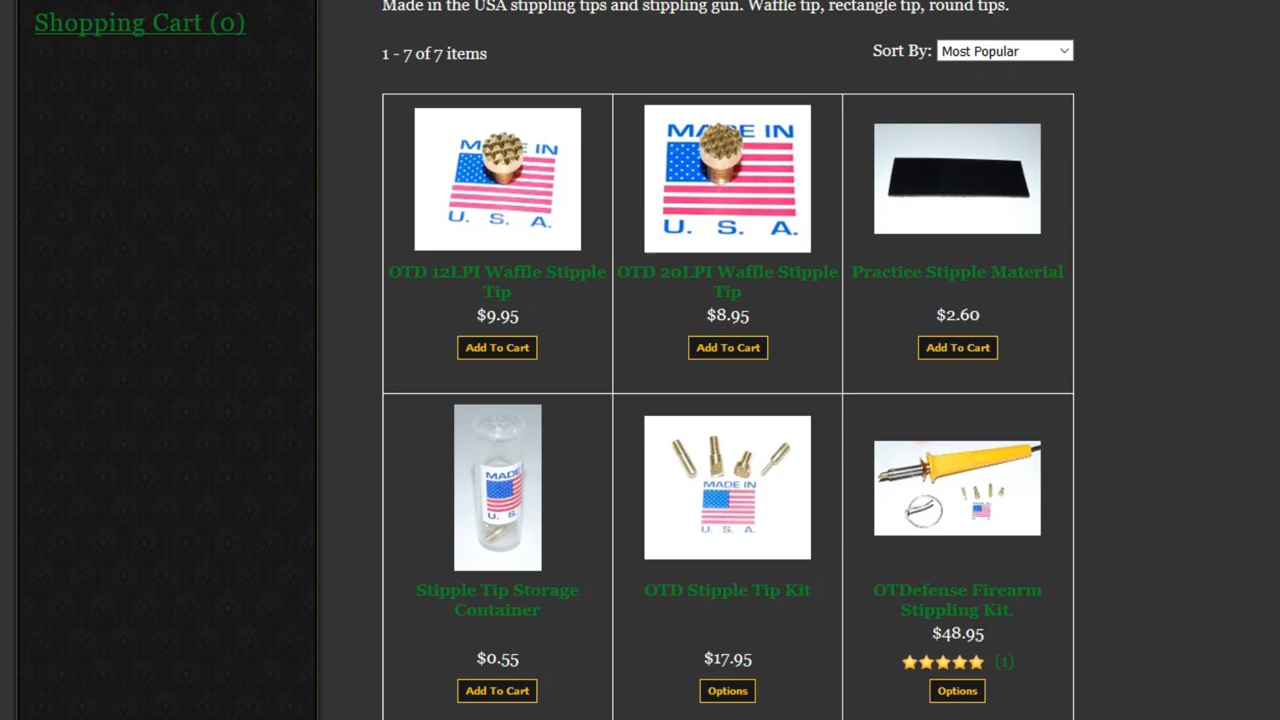 Shopping Cart (0)
Made in the USA stippling tips and stippling gun. Waffle tip, rectangle tip, round tips.
1 - 7 of 7 items
Sort By: Most Popular
MADE IN
U. S. A.
MADE IN
U. S. A.
OTD 12LPI Waffle Stipple
Tip
$9.95
Add To Cart
OTD 20LPI Waffle Stipple
Tip
$8.95
Add To Cart
Practice Stipple Material
$2.60
Add To Cart
MADE
U. S.
MADE IN
U. S. A.
Stipple Tip Storage
Container
$0.55
Add To Cart
OTD Stipple Tip Kit
$17.95
Options
OTDefense Firearm
Stippling Kit.
$48.95
(1)
Options